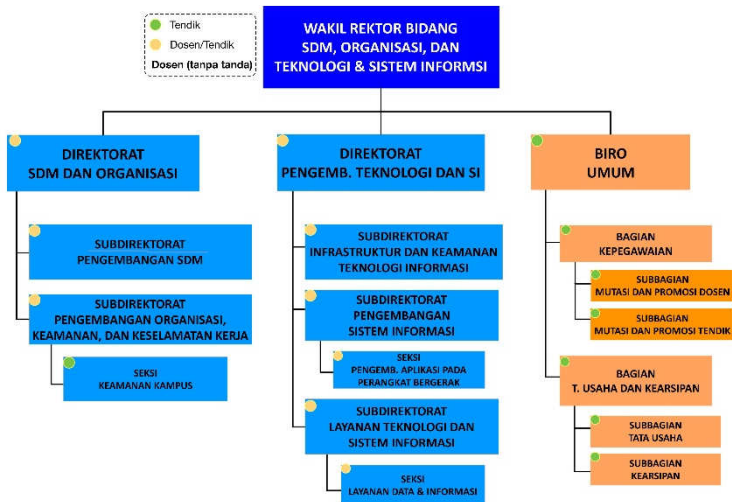 Tendik
Dosen/Tendik
Dosen (tanpa tanda)
WAKIL REKTOR BIDANG
SDM, ORGANISASI, DAN
TEKNOLOGI & SISTEM INFORMSI
DIREKTORAT
SDM DAN ORGANISASI
SUBDIREKTORAT
PENGEMBANGAN SDM
SUBDIREKTORAT
PENGEMBANGAN ORGANISASI,
KEAMANAN, DAN KESELAMATAN KERJA
SEKSI
KEAMANAN KAMPUS
DIREKTORAT
PENGEMB. TEKNOLOGI DAN SI
SUBDIREKTORAT
INFRASTRUKTUR DAN KEAMANAN
TEKNOLOGI INFORMASI
SUBDIREKTORAT
PENGEMBANGAN
SISTEM INFORMASI
SEKSI
PENGEMB. APLIKASI PADA
PERANGKAT BERGERAK
SUBDIREKTORAT
LAYANAN TEKNOLOGI DAN
SISTEM INFORMASI
SEKSI
LAYANAN DATA & INFORMASI
BIRO
UMUM
BAGIAN
KEPEGAWAIAN
SUBBAGIAN
MUTASI DAN PROMOSI DOSEN
SUBBAGIAN
MUTASI DAN PROMOSI TENDIK
BAGIAN
T. USAHA DAN KEARSIPAN
SUBBAGIAN
TATA USAHA
SUBBAGIAN
KEARSIPAN